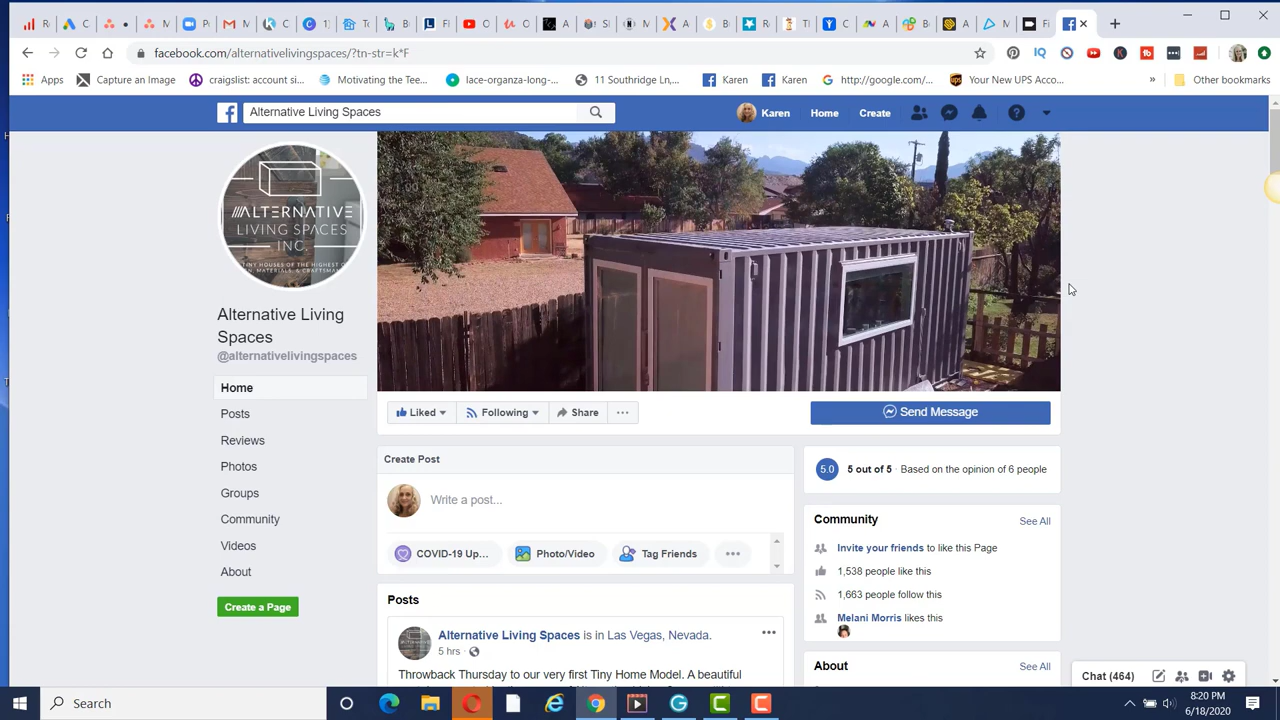 facebook.com/alternativelivingspaces/?tn-str=k*F
Apps Capture an Image craigslist: account si... Motivating the Tee... lace-organza-long-... 11 Southridge Ln,... Karen Karen http://google.com/... Your New UPS Acco... » Other bookmarks
Alternative Living Spaces
Karen Home Create
///ALTERNATIVE
LIVING SPACES
INC.
Alternative Living
Spaces
@alternativelivingspaces
Home
Posts
Reviews
Photos
Groups
Community
Videos
About
Create a Page
Liked Following Share ... Send Message
Create Post
Write a post...
COVID-19 Up... Photo/Video Tag Friends
Posts
Alternative Living Spaces is in Las Vegas, Nevada.
5 hrs
Throwback Thursday to our very first Tiny Home Model. A beautiful
5.0 5 out of 5 · Based on the opinion of 6 people
Community See All
Invite your friends to like this Page
1,538 people like this
1,663 people follow this
Melani Morris likes this
About See All
Chat (464)
Search
8:20 PM
6/18/2020